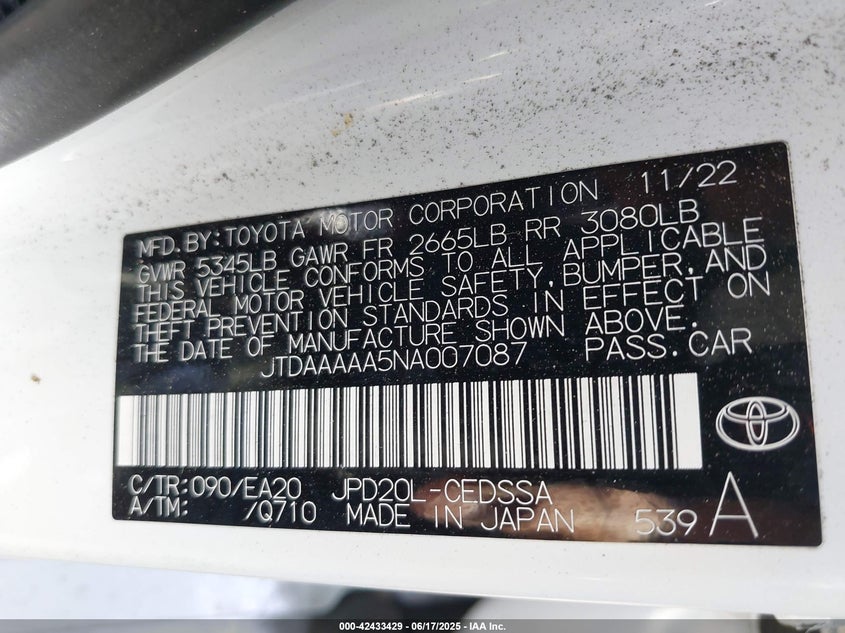 MFD. BY: TOYOTA MOTOR CORPORATION 11/22
GVWR 5345LB GAWR FR 2665LB RR 3080LB
THIS VEHICLE CONFORMS TO ALL APPLICABLE
FEDERAL MOTOR VEHICLE SAFETY, BUMPER, AND
THEFT PREVENTION STANDARDS IN EFFECT ON
THE DATE OF MANUFACTURE SHOWN ABOVE.
JTDAAAAA5NA007087 PASS. CAR
C/TR: 090/EA20 JPD20L-CEDSSA
A/TM: /Q710 MADE IN JAPAN 539 A
000-42433429 - 06/17/2025 - IAA Inc.